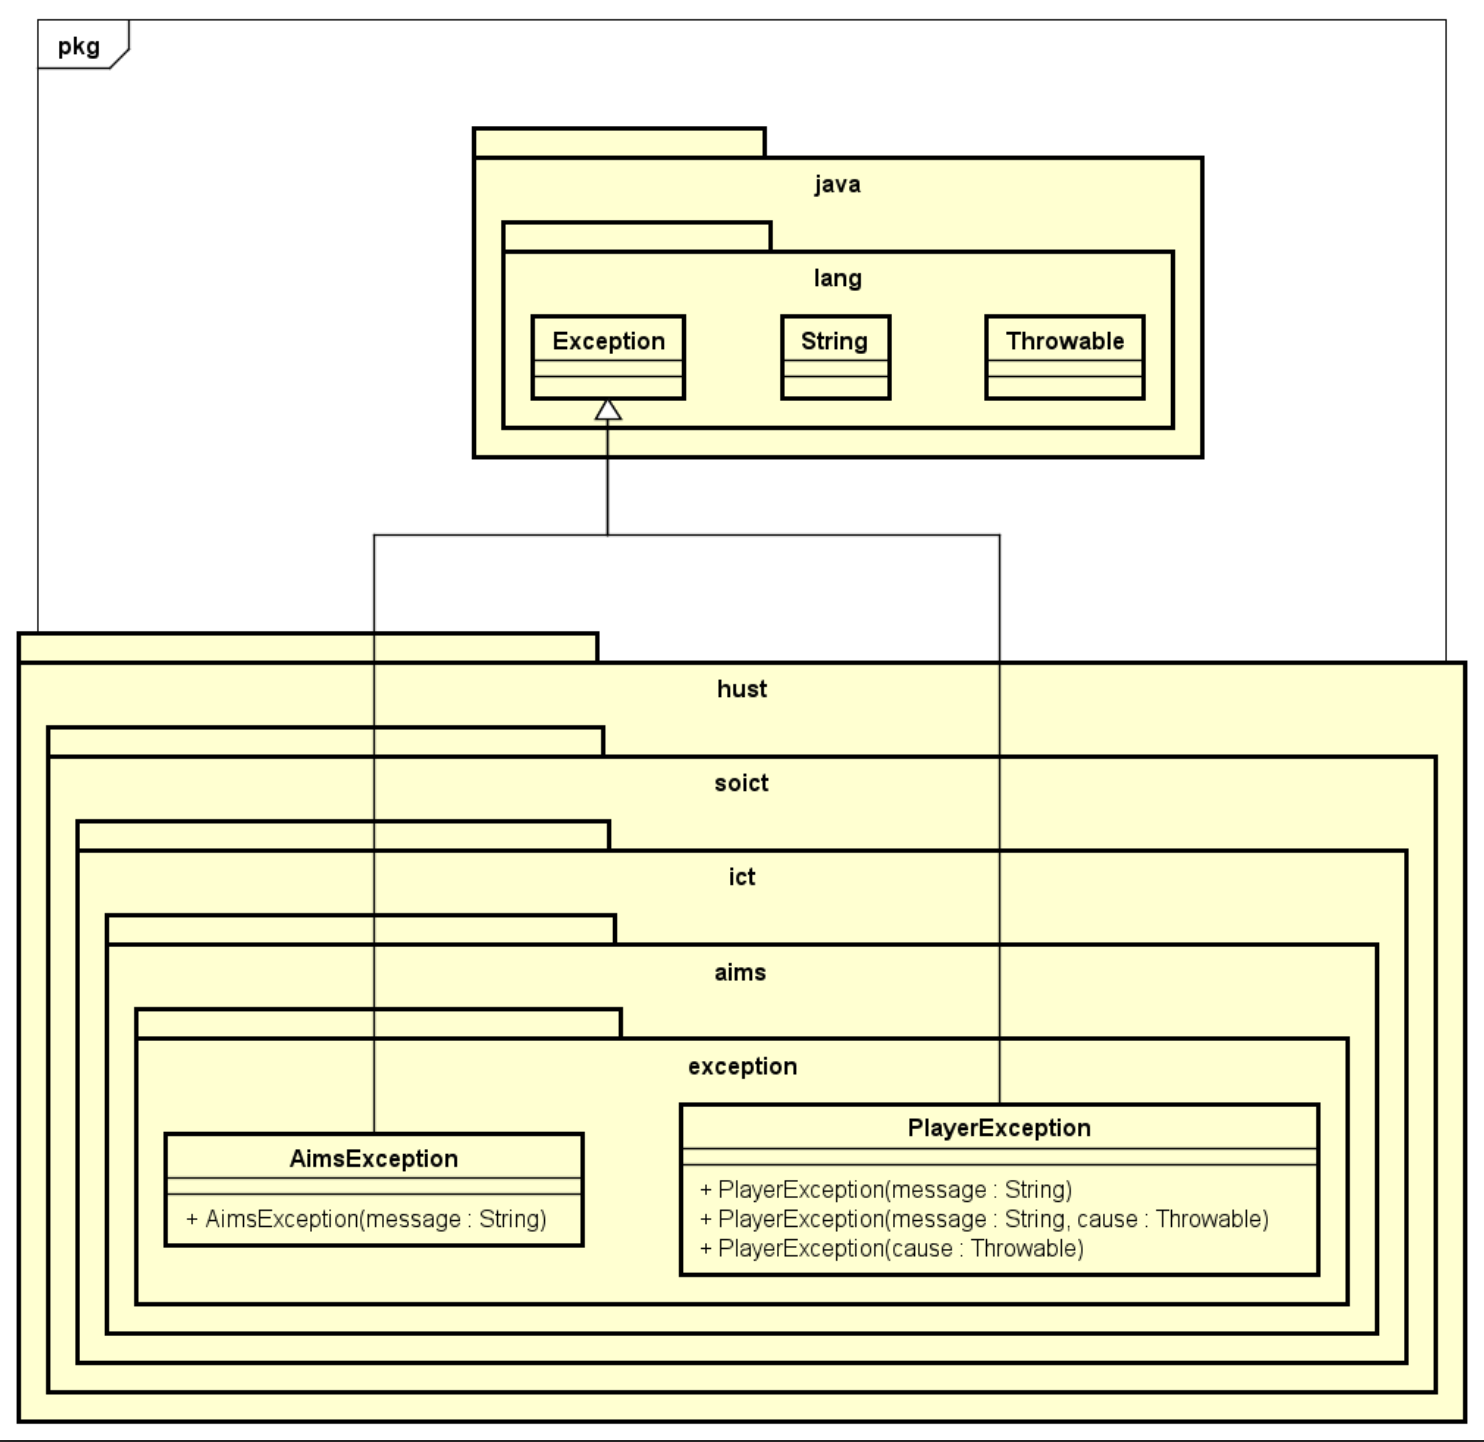 pkg
java
lang
Exception
String
Throwable
hust
soict
ict
aims
exception
AimsException
+ AimsException(message : String)
PlayerException
+ PlayerException(message : String)
+ PlayerException(message : String, cause : Throwable)
+ PlayerException(cause : Throwable)